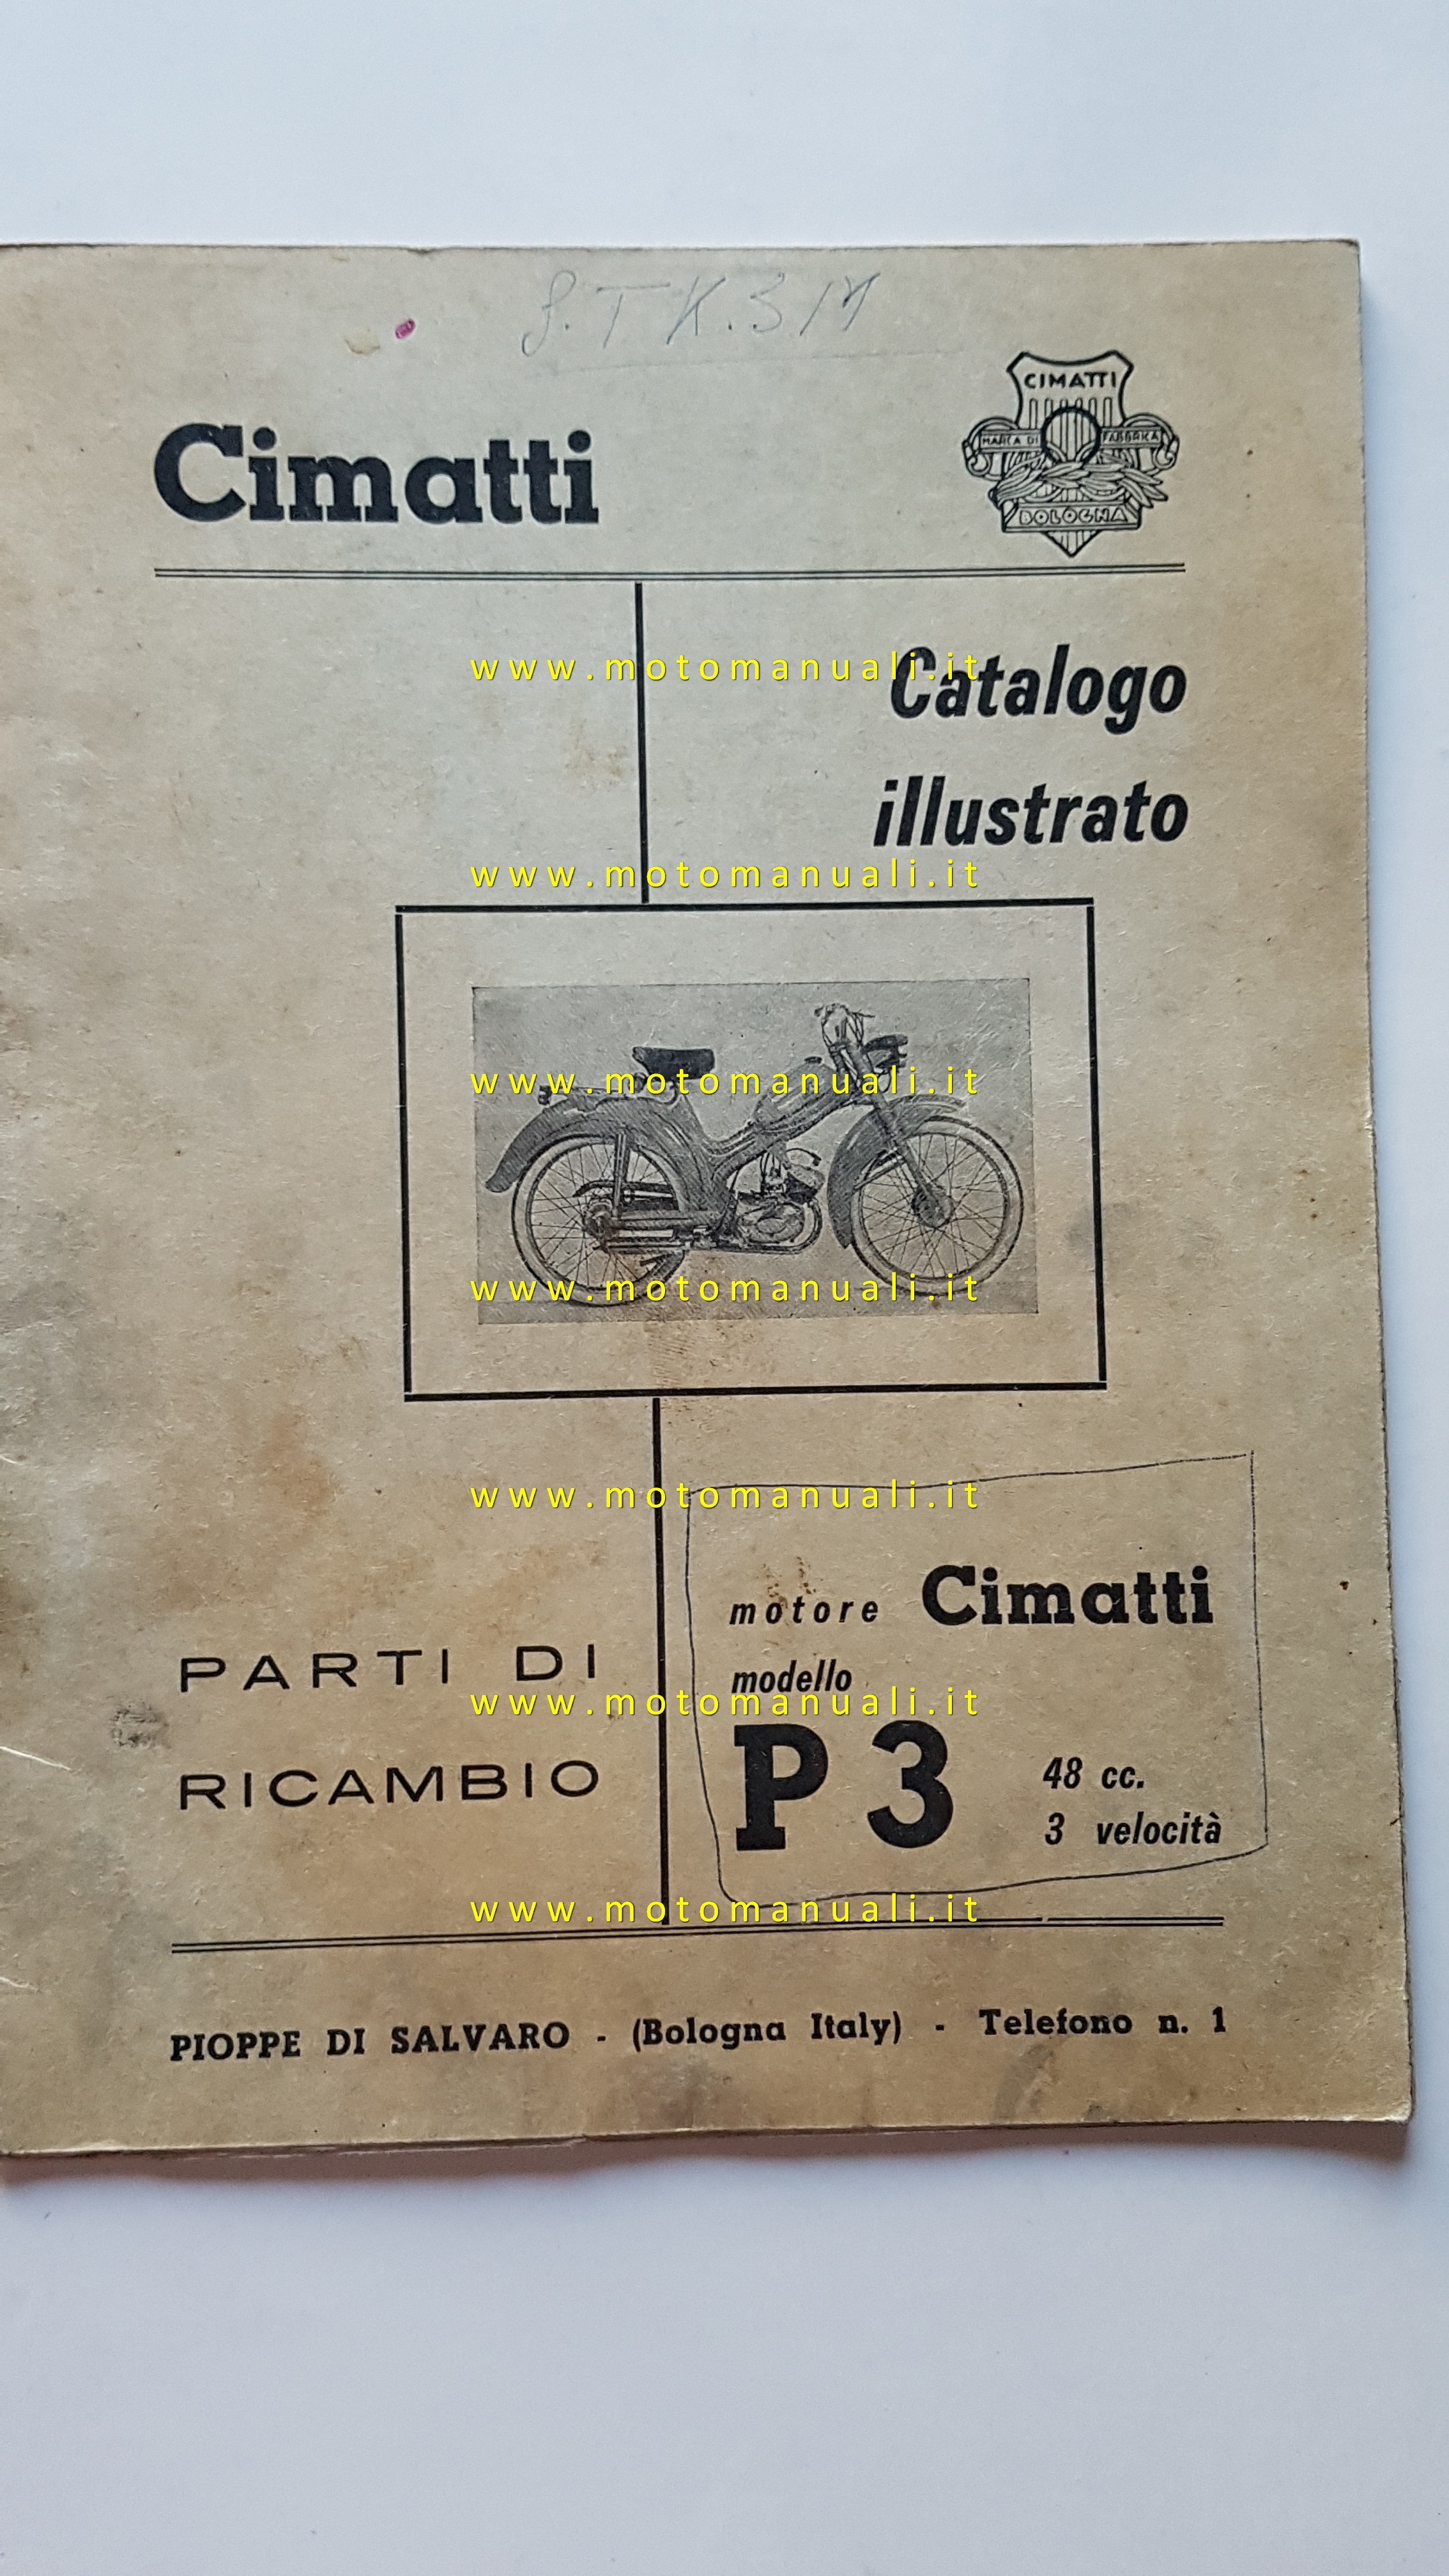 CIMATTI
MARCA DI FABBRICA
BOLOGNA
Cimatti
www.motomanuali.it
Catalogo
illustrato
www.motomanuali.it
www.motomanuali.it
www.motomanuali.it
www.motomanuali.it
motore Cimatti
modello
www.motomanuali.it
PARTI DI
RICAMBIO
P 3
48 cc.
3 velocità
www.motomanuali.it
PIOPPE DI SALVARO - (Bologna Italy) - Telefono n. 1